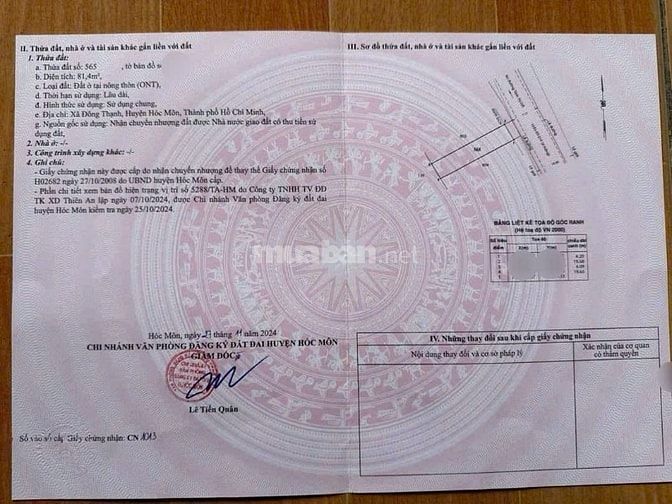 II. Thửa đất, nhà ở và tài sản khác gắn liền với đất
1. Thửa đất:
a. Thửa đất số: 565 , tờ bản đồ s
b. Diện tích: 81,4m²
c. Loại đất: Đất ở tại nông thôn (ONT),
d. Thời hạn sử dụng: Lâu dài,
đ. Hình thức sử dụng: Sử dụng chung,
e. Địa chỉ: Xã Đông Thạnh, Huyện Hóc Môn, Thành phố Hồ Chí Minh,
g. Nguồn gốc sử dụng: Nhận chuyển nhượng đất được Nhà nước giao đất có thu tiền sử
dụng đất,
2. Nhà ở: -/-
3. Công trình xây dựng khác: -/-
4. Ghi chú:
- Giấy chứng nhận này được cấp do nhận chuyển nhượng để thay thế Giấy chứng nhận số
H02682 ngày 27/10/2008 do UBND huyện Hóc Môn cấp.
- Phần chi tiết xem bản đồ hiện trạng vị trí số 5288/TA-HM do Công ty TNHH TV ĐĐ
TK XD Thiên An lập ngày 07/10/2024, được Chi nhánh Văn phòng Đăng ký đất đai
huyện Hóc Môn kiểm tra ngày 25/10/2024.
Hóc Môn, ngày tháng 11 năm 2024
CHI NHÁNH VĂN PHÒNG ĐĂNG KÝ ĐẤT ĐAI HUYỆN HÓC MÔN
GIÁM ĐỐC
Lê Tiến Quân
Số vào sổ cấp Giấy chứng nhận: CN 1013
muaban.net
III. Sơ đồ thửa đất, nhà ở và tài sản khác gắn liền với đất
BẢNG LIỆT KÊ TỌA ĐỘ GÓC RANH
(Hệ tọa độ VN 2000)
Số hiệu điểm Tọa độ X(m) Y(m) Chiều dài cạnh (m)
IV. Những thay đổi sau khi cấp giấy chứng nhận
Nội dung thay đổi và cơ sở pháp lý
Xác nhận của cơ quan
có thẩm quyền